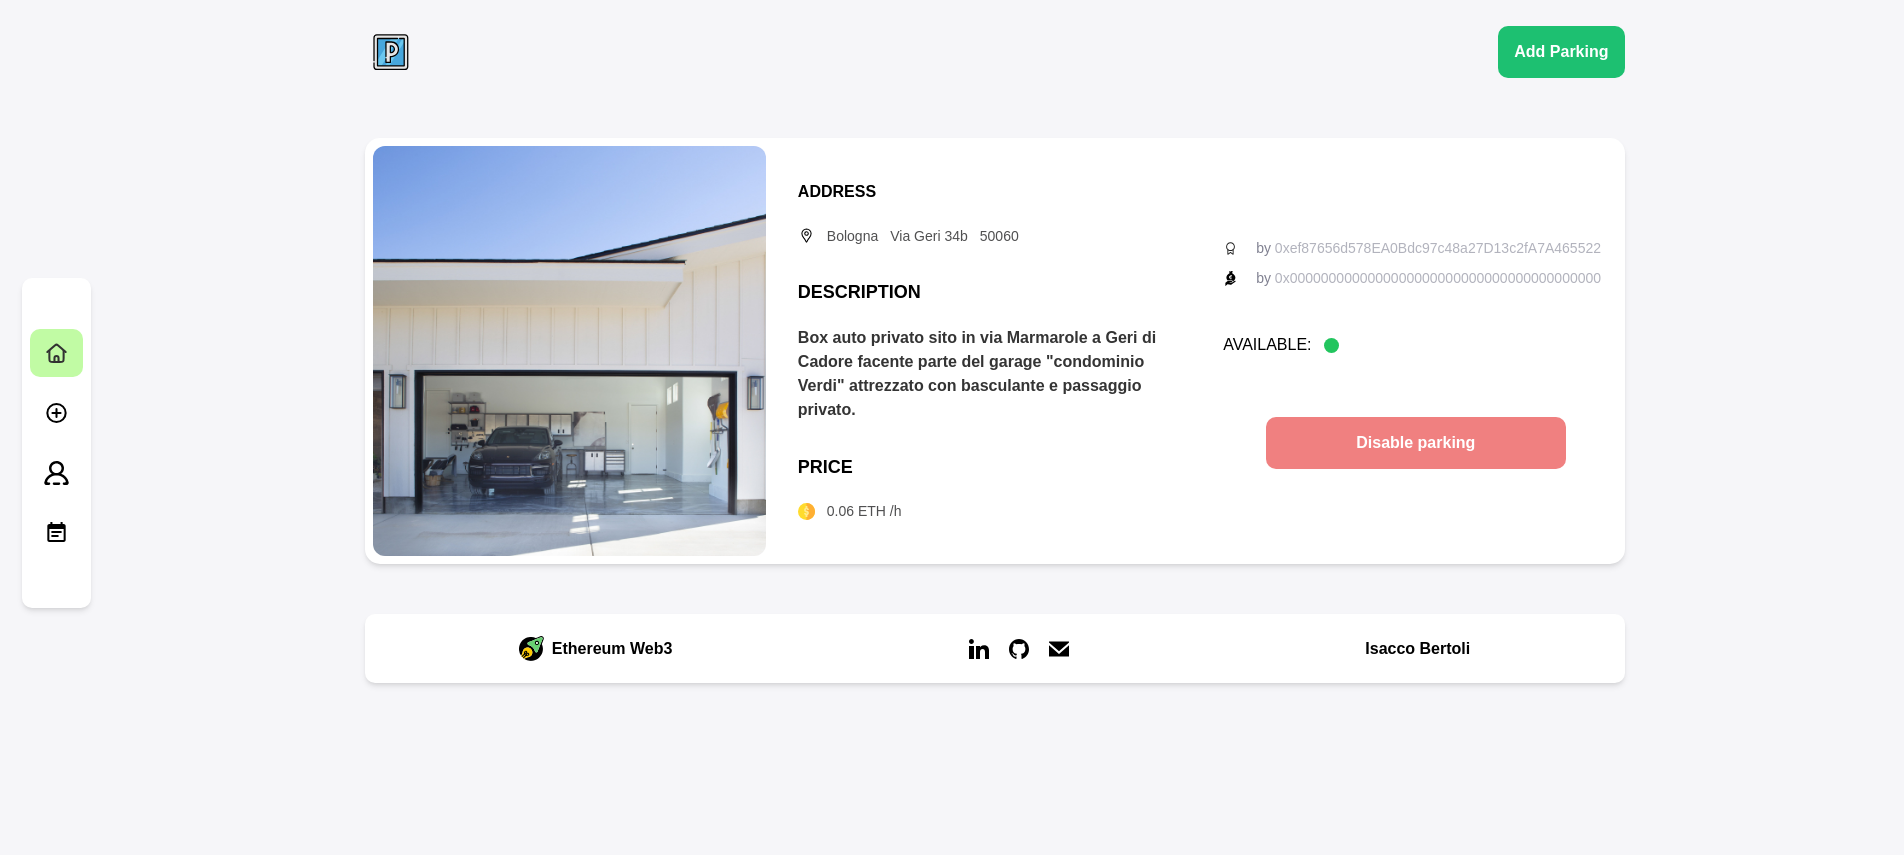 P
Add Parking
ADDRESS
Bologna Via Geri 34b 50060
DESCRIPTION
Box auto privato sito in via Marmarole a Geri di
Cadore facente parte del garage "condominio
Verdi" attrezzato con basculante e passaggio
privato.
PRICE
0.06 ETH /h
by 0xef87656d578EA0Bdc97c48a27D13c2fA7A465522
by 0x0000000000000000000000000000000000000000
AVAILABLE:
Disable parking
Ethereum Web3
in
Isacco Bertoli